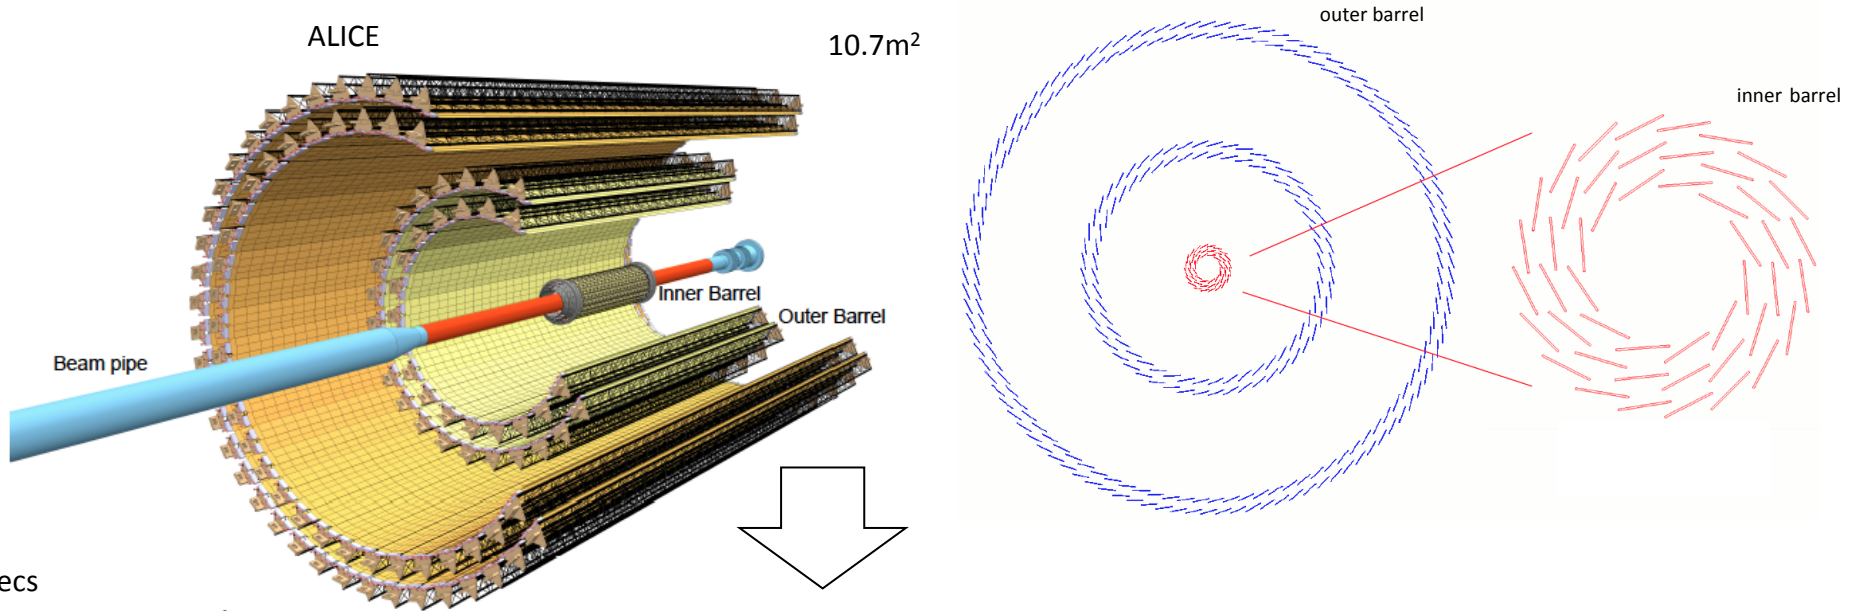 ALICE
10.7m²
outer barrel
inner barrel
Inner Barrel
Outer Barrel
Beam pipe
ecs